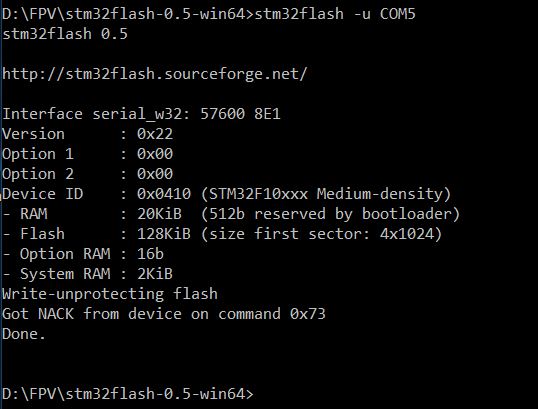 D:\FPV\stm32flash-0.5-win64>stm32flash -u COM5
stm32flash 0.5
http://stm32flash.sourceforge.net/
Interface serial_w32: 57600 8E1
Version      : 0x22
Option 1     : 0x00
Option 2     : 0x00
Device ID    : 0x0410 (STM32F10xxx Medium-density)
- RAM        : 20KiB  (512b reserved by bootloader)
- Flash      : 128KiB (size first sector: 4x1024)
- Option RAM : 16b
- System RAM : 2KiB
Write-unprotecting flash
Got NACK from device on command 0x73
Done.
D:\FPV\stm32flash-0.5-win64>